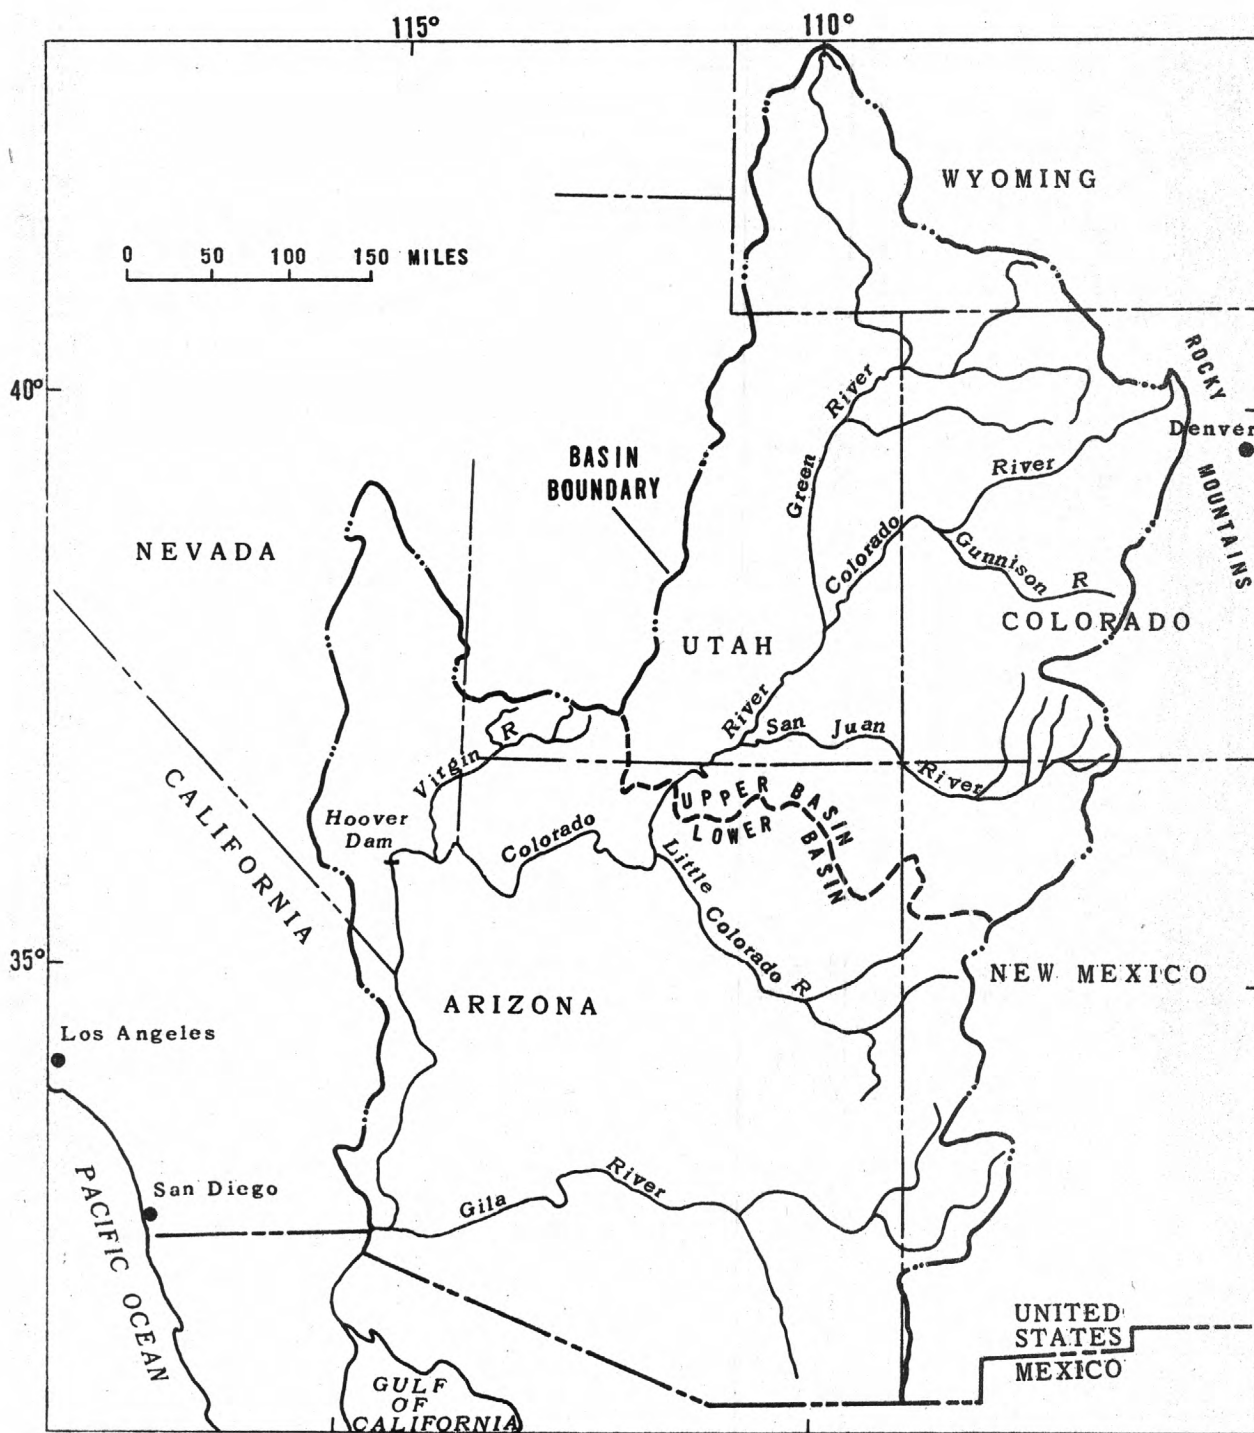 115° 110°
WYOMING
0 50 100 150 MILES
40°
ROCKY
MOUNTAINS
Denver
River
Green
River
BASIN
BOUNDARY
NEVADA
Colorado
Gunnison R
COLORADO
UTAH
River
San Juan
River
Virgin R
CALIFORNIA
Hoover
Dam
Colorado
UPPER BASIN
LOWER BASIN
Little Colorado R
35°
NEW MEXICO
ARIZONA
Los Angeles
San Diego
PACIFIC OCEAN
Gila River
UNITED
STATES
MEXICO
GULF
OF
CALIFORNIA